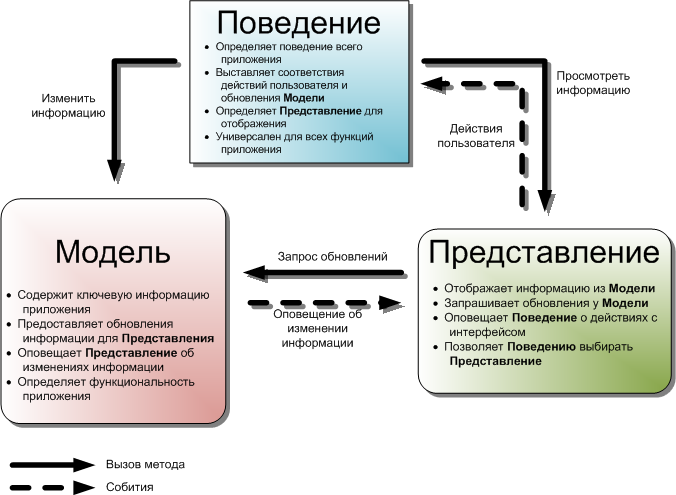 Поведение
• Определяет поведение всего
приложения
• Выставляет соответствия
действий пользователя и
обновления Модели
• Определяет Представление для
отображения
• Универсален для всех функций
приложения
Изменить
информацию
Просмотреть
информацию
Действия
пользователя
Модель
• Содержит ключевую информацию
приложения
• Предоставляет обновления
информации для Представления
• Оповещает Представление об
изменениях информации
• Определяет функциональность
приложения
Запрос обновлений
Оповещение об
изменении
информации
Представление
• Отображает информацию из Модели
• Запрашивает обновления у Модели
• Оповещает Поведение о действиях с
интерфейсом
• Позволяет Поведению выбирать
Представление
Вызов метода
Собития